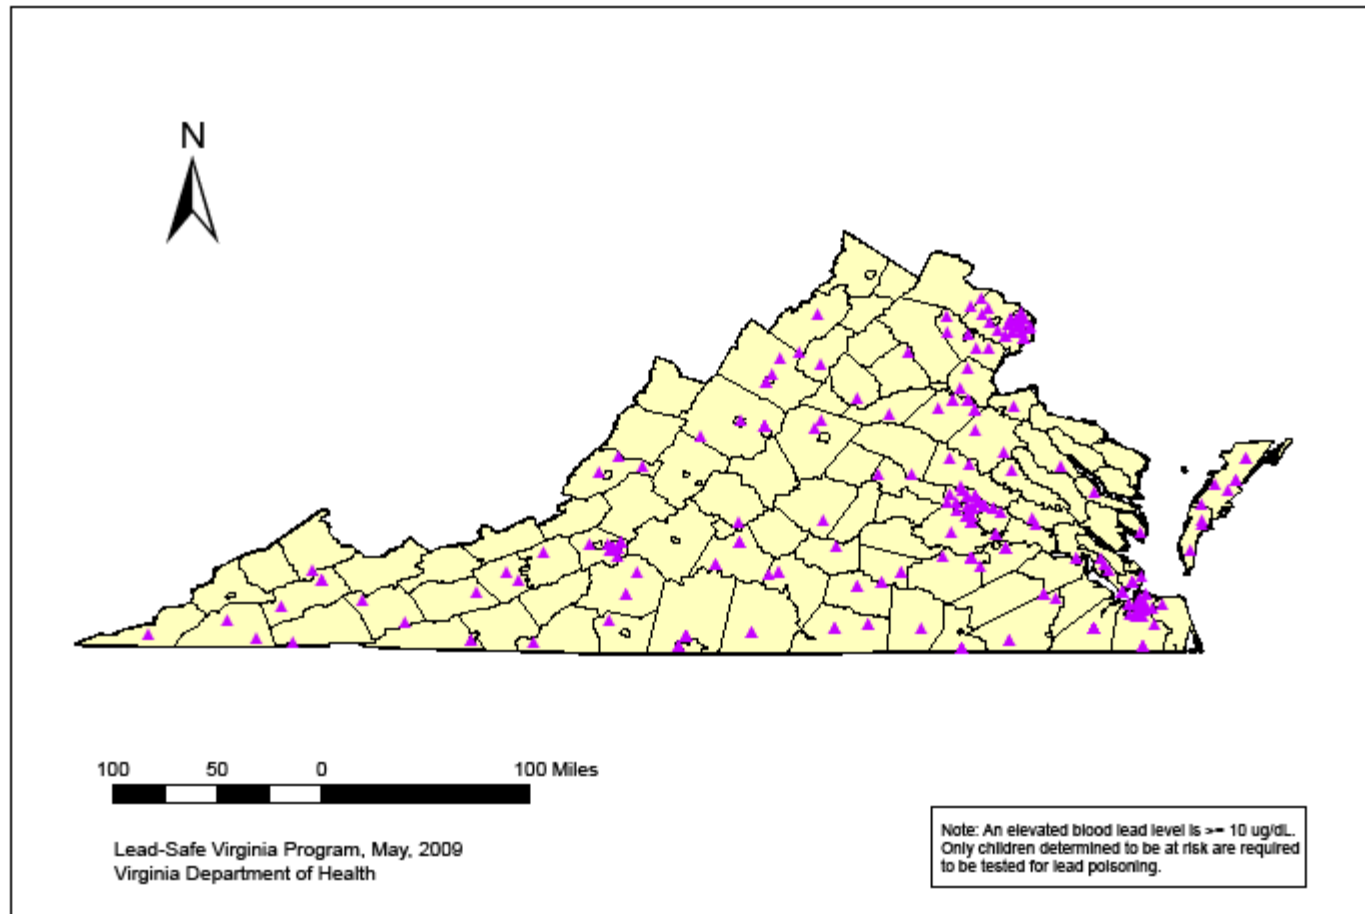 N
100 50 0 100 Miles
Lead-Safe Virginia Program, May, 2009
Virginia Department of Health
Note: An elevated blood lead level is >= 10 ug/dL.
Only children determined to be at risk are required
to be tested for lead poisoning.